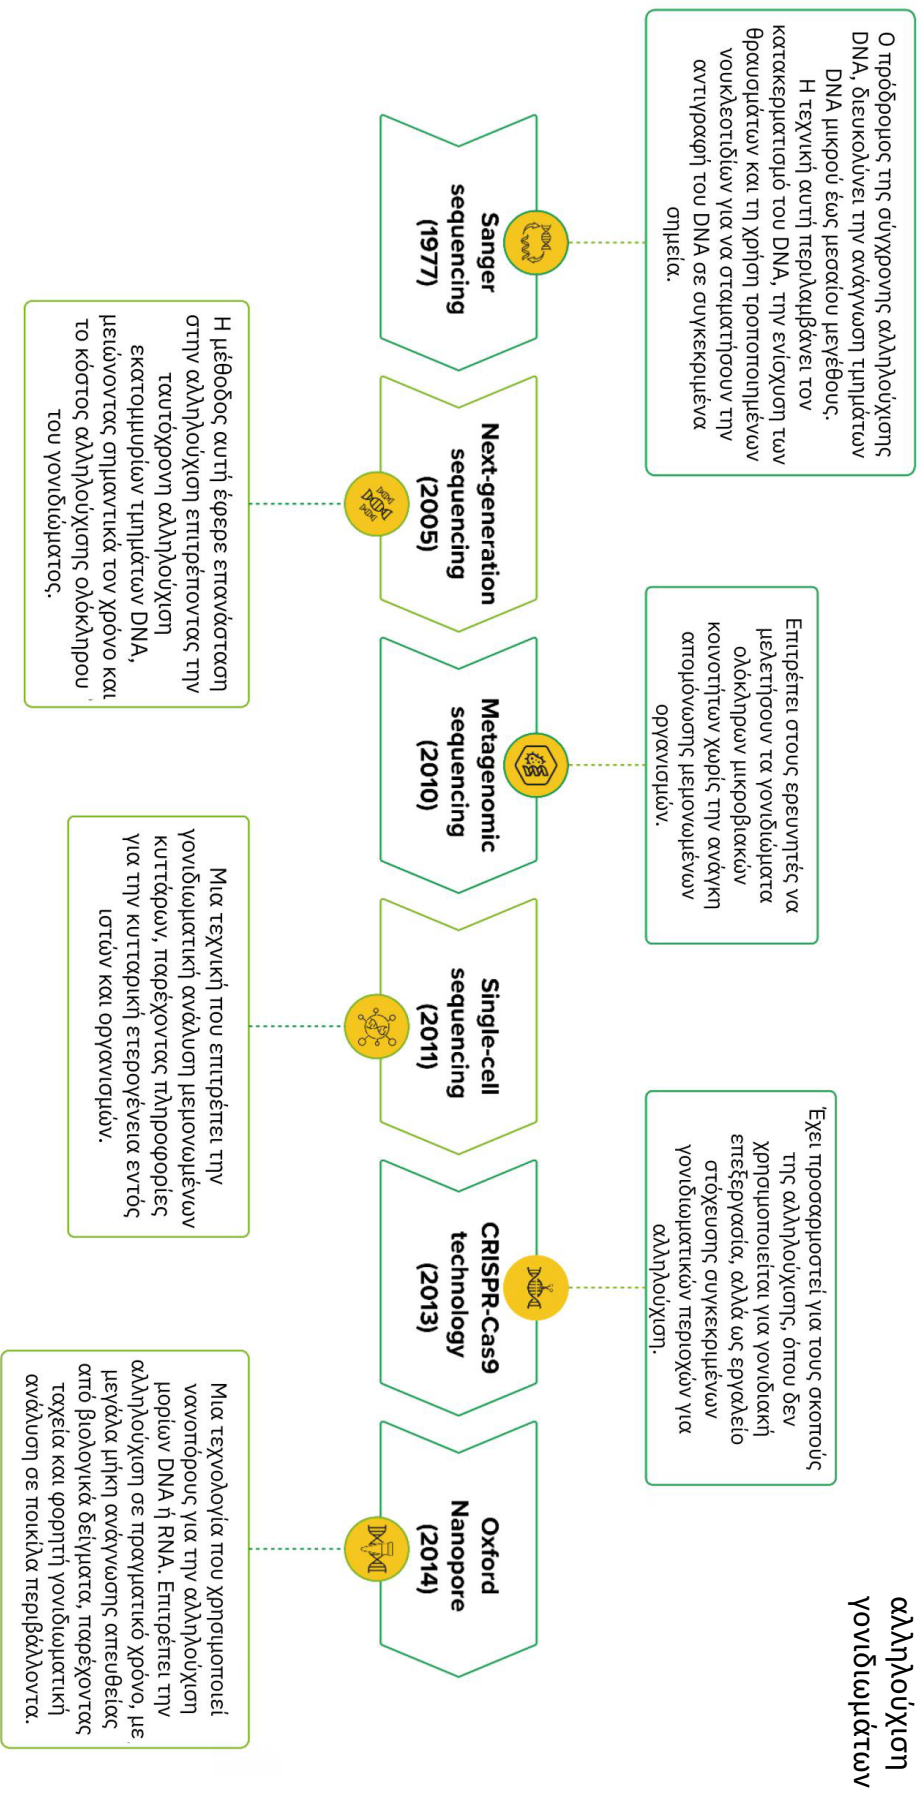 αλληλούχιση
γονιδιωμάτων
Ο πρόδρομος της σύγχρονης αλληλούχισης
DNA, διευκολύνει την ανάγνωση τμημάτων
DNA μικρού έως μεσαίου μεγέθους.
Η τεχνική αυτή περιλαμβάνει τον
κατακερματισμό του DNA, την ενίσχυση των
θραυσμάτων και τη χρήση τροποποιημένων
νουκλεοτιδίων για να σταματήσουν την
αντιγραφή του DNA σε συγκεκριμένα
σημεία.
Επιτρέπει στους ερευνητές να
μελετήσουν τα γονιδιώματα
ολόκληρων μικροβιακών
κοινοτήτων χωρίς την ανάγκη
απομόνωσης μεμονωμένων
οργανισμών.
Έχει προσαρμοστεί για τους σκοπούς
της αλληλούχισης, όπου δεν
χρησιμοποιείται για γονιδιακή
επεξεργασία, αλλά ως εργαλείο
στόχευσης συγκεκριμένων
γονιδιωματικών περιοχών για
αλληλούχιση.
Sanger
sequencing
(1977)
Next-generation
sequencing
(2005)
Metagenomic
sequencing
(2010)
Single-cell
sequencing
(2011)
CRISPR-Cas9
technology
(2013)
Oxford
Nanopore
(2014)
Η μέθοδος αυτή έφερε επανάσταση
στην αλληλούχιση επιτρέποντας την
ταυτόχρονη αλληλούχιση
εκατομμυρίων τμημάτων DNA,
μειώνοντας σημαντικά τον χρόνο και
το κόστος αλληλούχισης ολόκληρου
του γονιδιώματος.
Μια τεχνική που επιτρέπει την
γονιδιωματική ανάλυση μεμονωμένων
κυττάρων, παρέχοντας πληροφορίες
για την κυτταρική ετερογένεια εντός
ιστών και οργανισμών.
Μια τεχνολογία που χρησιμοποιεί
νανοπόρους για την αλληλούχιση
μορίων DNA ή RNA. Επιτρέπει την
αλληλούχιση σε πραγματικό χρόνο, με
μεγάλα μήκη ανάγνωσης απευθείας
από βιολογικά δείγματα, παρέχοντας
ταχεία και φορητή γονιδιωματική
ανάλυση σε ποικίλα περιβάλλοντα.